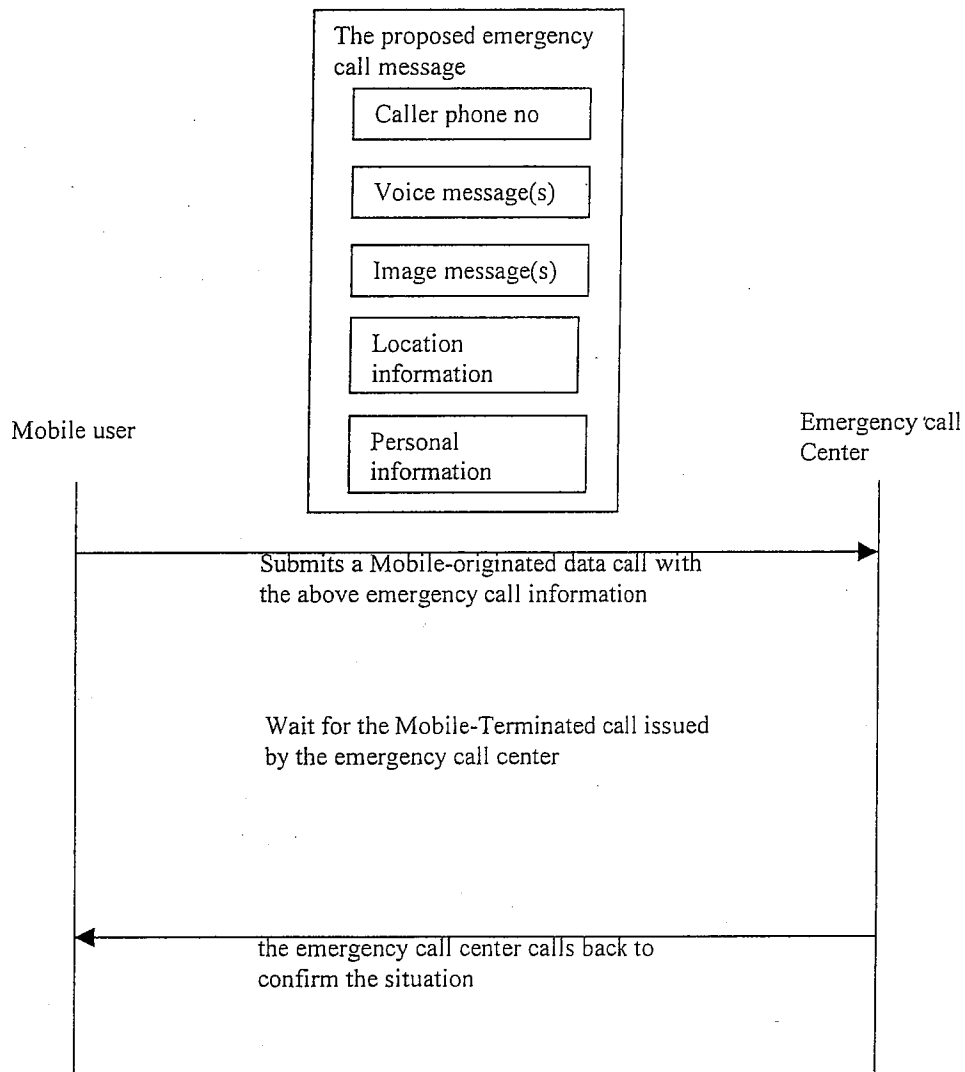 The proposed emergency
call message
Caller phone no
Voice message(s)
Image message(s)
Location
information
Personal
information
Mobile user
Emergency call
Center
Submits a Mobile-originated data call with
the above emergency call information
Wait for the Mobile-Terminated call issued
by the emergency call center
the emergency call center calls back to
confirm the situation